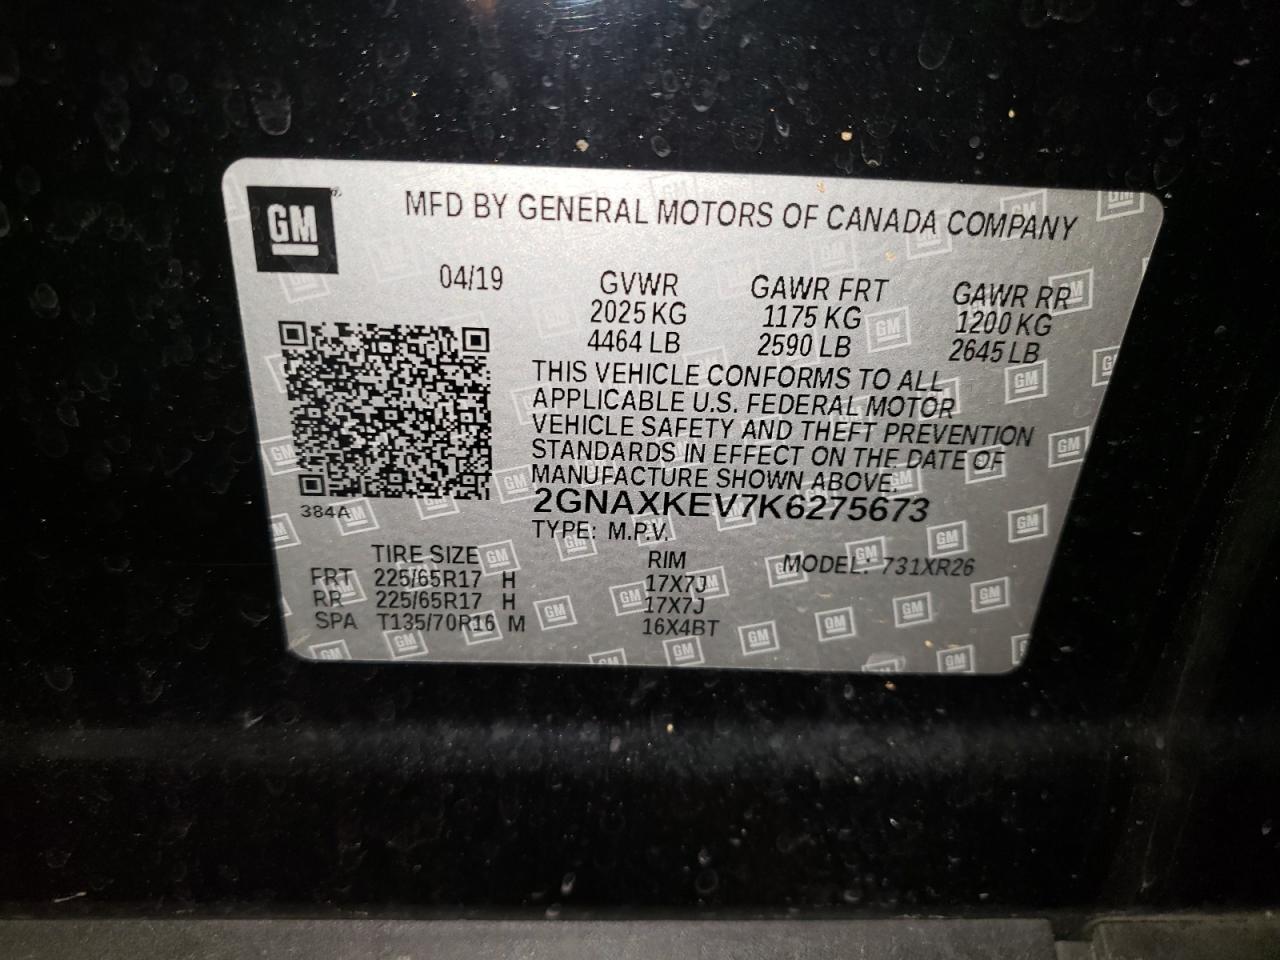 GM
MFD BY GENERAL MOTORS OF CANADA COMPANY
04/19 GVWR GAWR FRT GAWR RR
2025 KG 1175 KG 1200 KG
4464 LB 2590 LB 2645 LB
THIS VEHICLE CONFORMS TO ALL
APPLICABLE U.S. FEDERAL MOTOR
VEHICLE SAFETY AND THEFT PREVENTION
STANDARDS IN EFFECT ON THE DATE OF
MANUFACTURE SHOWN ABOVE.
384A
2GNAXKEV7K6275673
TYPE: M.P.V.
TIRE SIZE RIM MODEL: 731XR26
FRT 225/65R17 H 17X7J
RR 225/65R17 H 17X7J
SPA T135/70R16 M 16X4BT